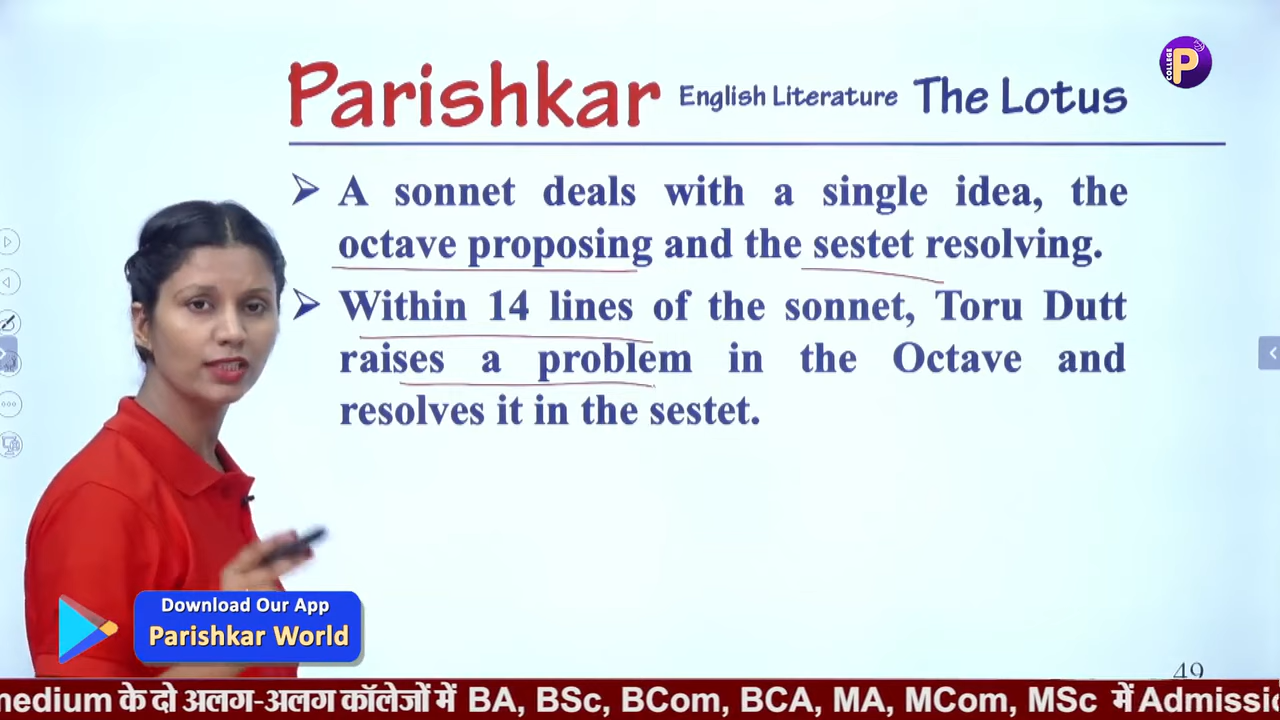 COLLEGE
P
Parishkar English Literature The Lotus
➢ A sonnet deals with a single idea, the
octave proposing and the sestet resolving.
➢ Within 14 lines of the sonnet, Toru Dutt
raises a problem in the Octave and
resolves it in the sestet.
Download Our App
Parishkar World
49
medium के दो अलग-अलग कॉलेजों में BA, BSc, BCom, BCA, MA, MCom, MSc में Admissio